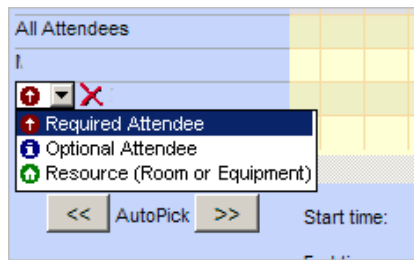 All Attendees
Required Attendee
Optional Attendee
Resource (Room or Equipment)
<< AutoPick >> Start time: